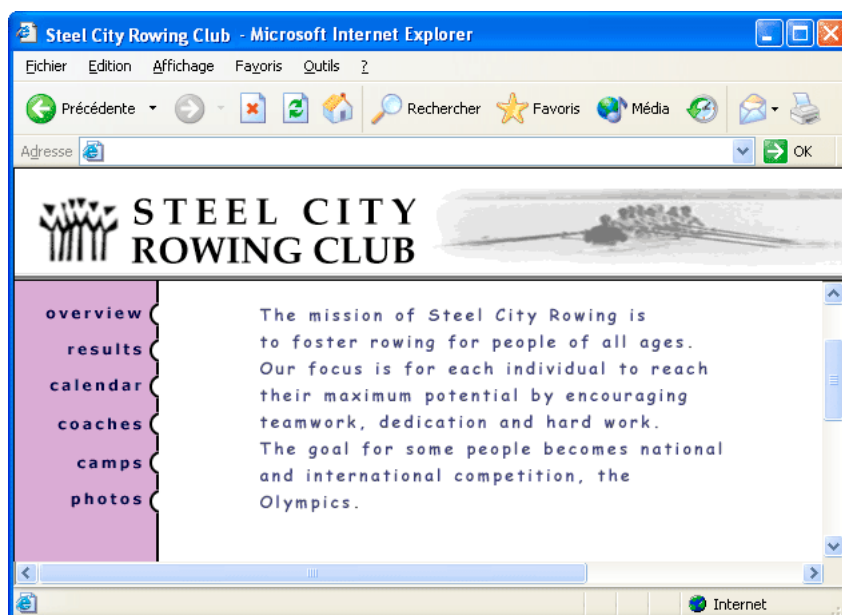 Steel City Rowing Club - Microsoft Internet Explorer
Fichier Edition Affichage Favoris Outils ?
Précédente Rechercher Favoris Média
Adresse OK
STEEL CITY
ROWING CLUB
overview
results
calendar
coaches
camps
photos
The mission of Steel City Rowing is
to foster rowing for people of all ages.
Our focus is for each individual to reach
their maximum potential by encouraging
teamwork, dedication and hard work.
The goal for some people becomes national
and international competition, the
Olympics.
Internet